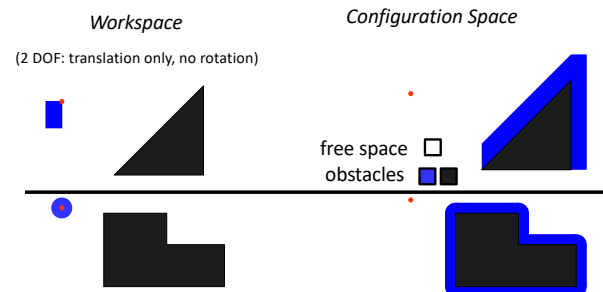 Workspace
Configuration Space
(2 DOF: translation only, no rotation)
free space
obstacles